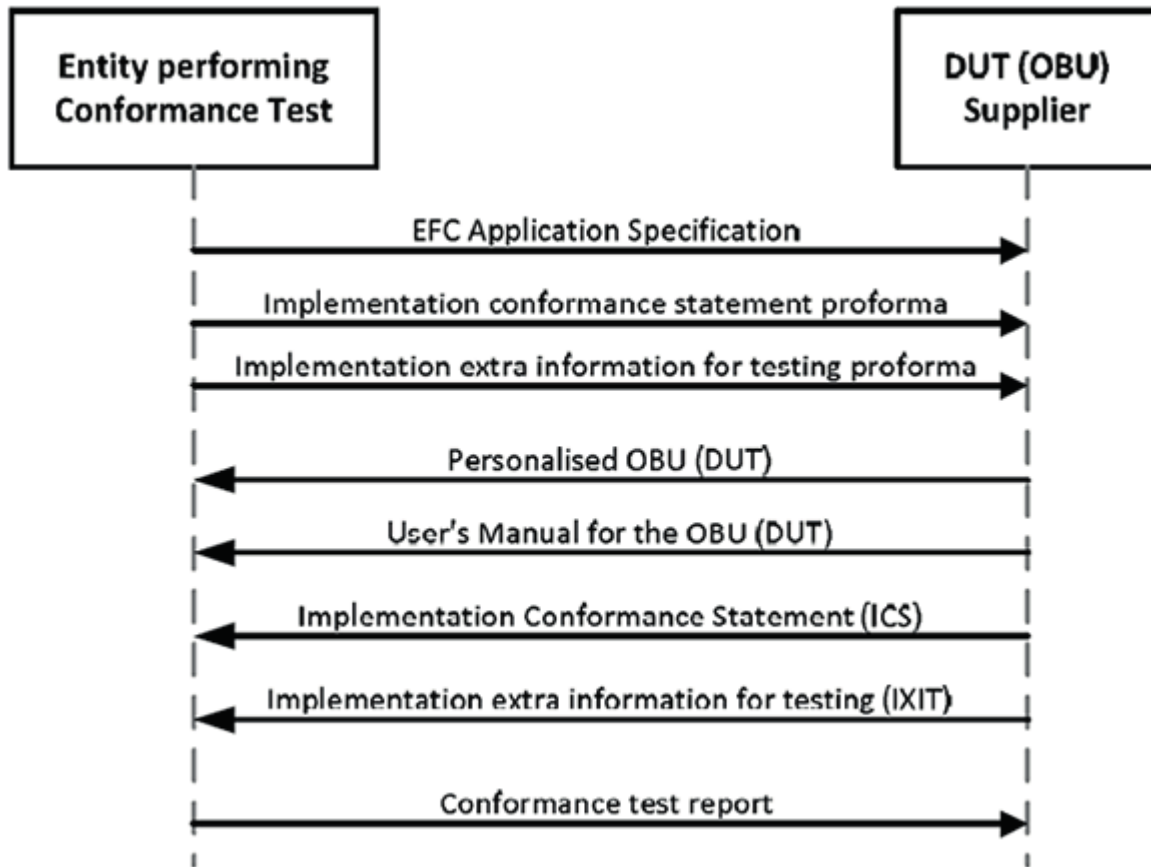 Entity performing
Conformance Test
DUT (OBU)
Supplier
EFC Application Specification
Implementation conformance statement proforma
Implementation extra information for testing proforma
Personalised OBU (DUT)
User's Manual for the OBU (DUT)
Implementation Conformance Statement (ICS)
Implementation extra information for testing (IXIT)
Conformance test report